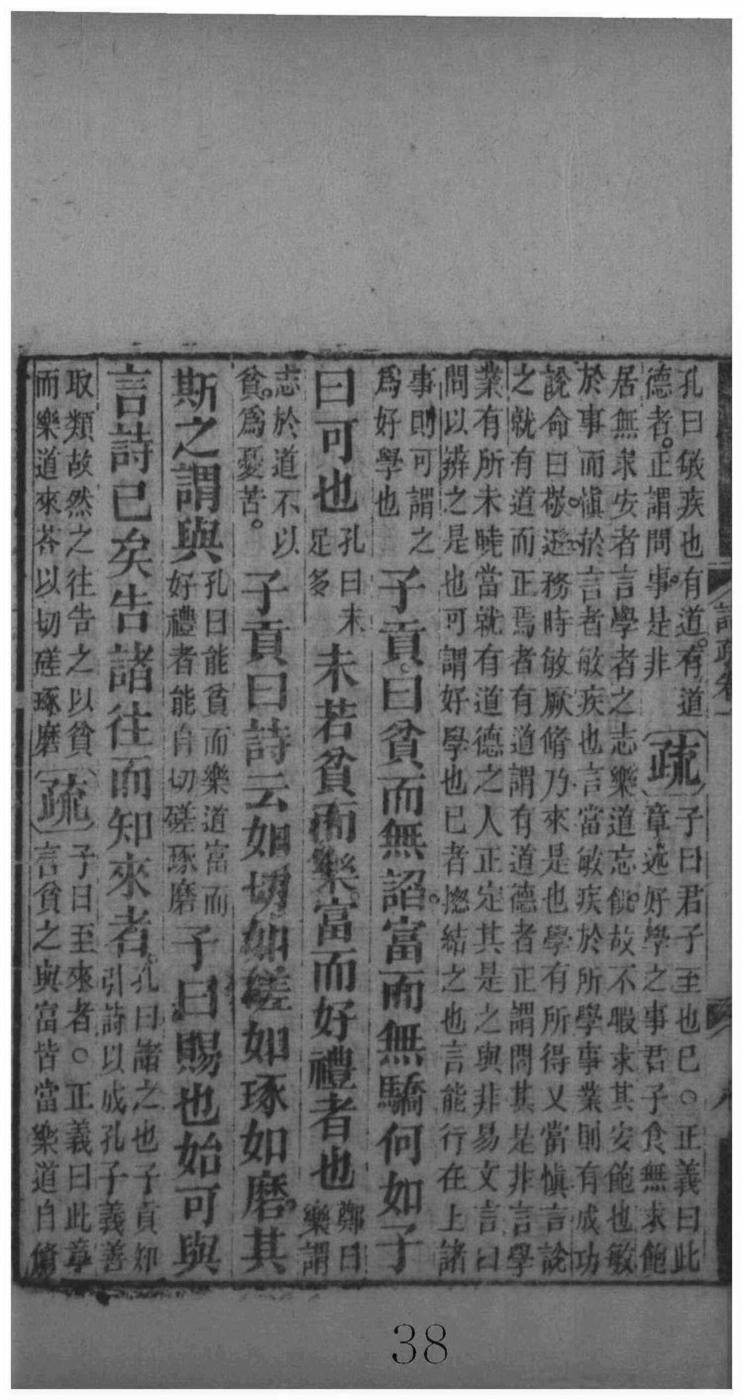 孔曰敏疾也有道有道
德者正謂問事是非
疏
子曰君子至也已○正義曰此
章述好學之事君子食無求飽
居無求安者言學者之志樂道忘飢故不暇求其安飽也敏
於事而慎於言者敏疾也言當敏疾於所學事業則有成功
說命曰敬遜務時敏厥脩乃來是也學有所得又當慎言說
之就有道而正焉者有道謂有道德者正謂問其是非言學
業有所未曉當就有道德之人正定其是之與非易文言曰
問以辨之是也可謂好學也已者摠結之也言能行在上諸
事則可謂之
為好學也
子貢曰貧而無諂富而無驕何如子
曰可也
孔曰未
足多
未若貧而樂富而好禮者也
鄭曰
樂謂
志於道不以
貧為憂苦。
子貢曰詩云如切如磋如琢如磨其
斯之謂與
孔曰能貧而樂道富而
好禮者能自切磋琢磨
子曰賜也始可與
言詩已矣告諸往而知來者
孔曰諸之也子貢知
引詩以成孔子義善
取類故然之往告之以貧
而樂道來荅以切磋琢磨
疏
子曰至來者○正義曰此章
言貧之與富皆當樂道自脩
疏卷一
38